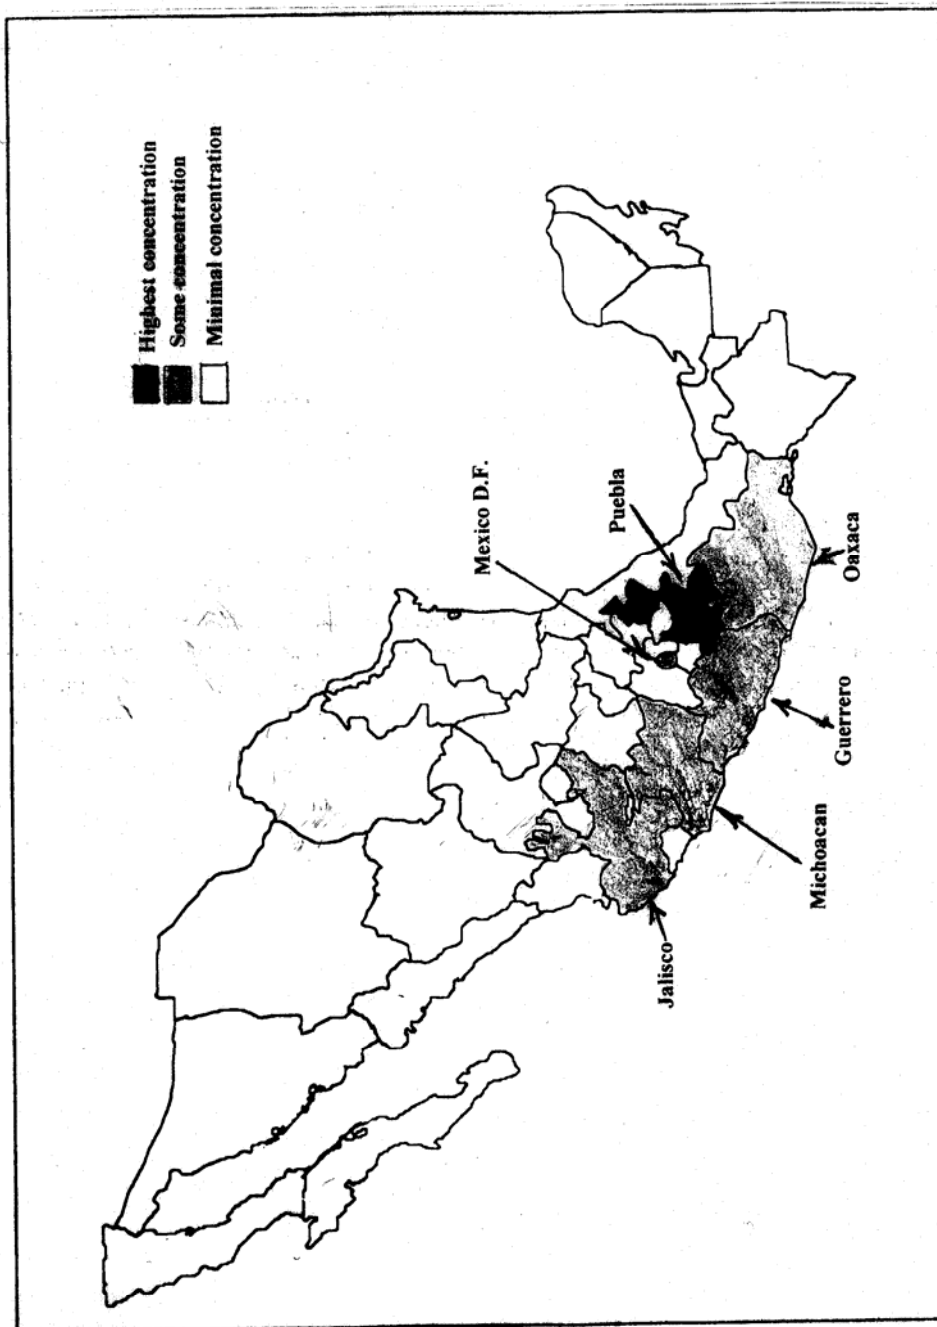 Highest concentration
Some concentration
Minimal concentration
Mexico D.F.
Puebla
Oaxaca
Guerrero
Michoacan
Jalisco